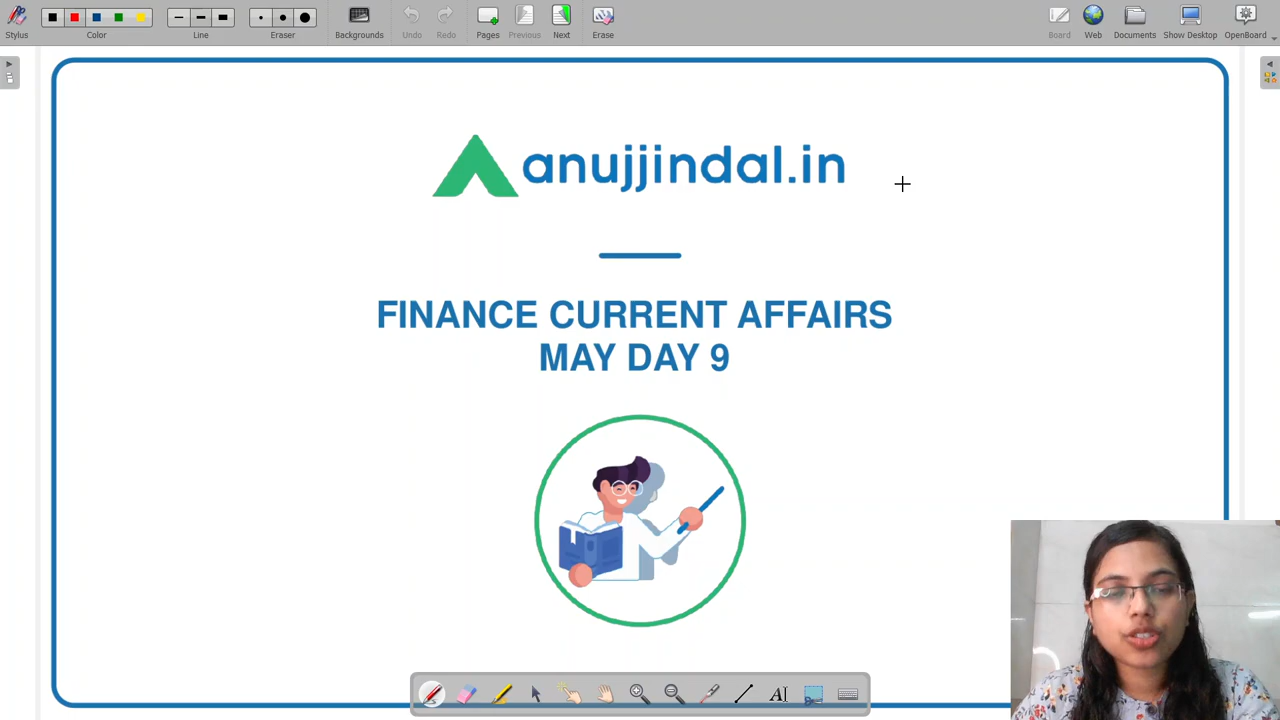 Stylus
Color
Line
Eraser
Backgrounds
Undo
Redo
Pages
Previous
Next
Erase
Board
Web
Documents
Show Desktop
OpenBoard
anujjindal.in
FINANCE CURRENT AFFAIRS
MAY DAY 9
AI